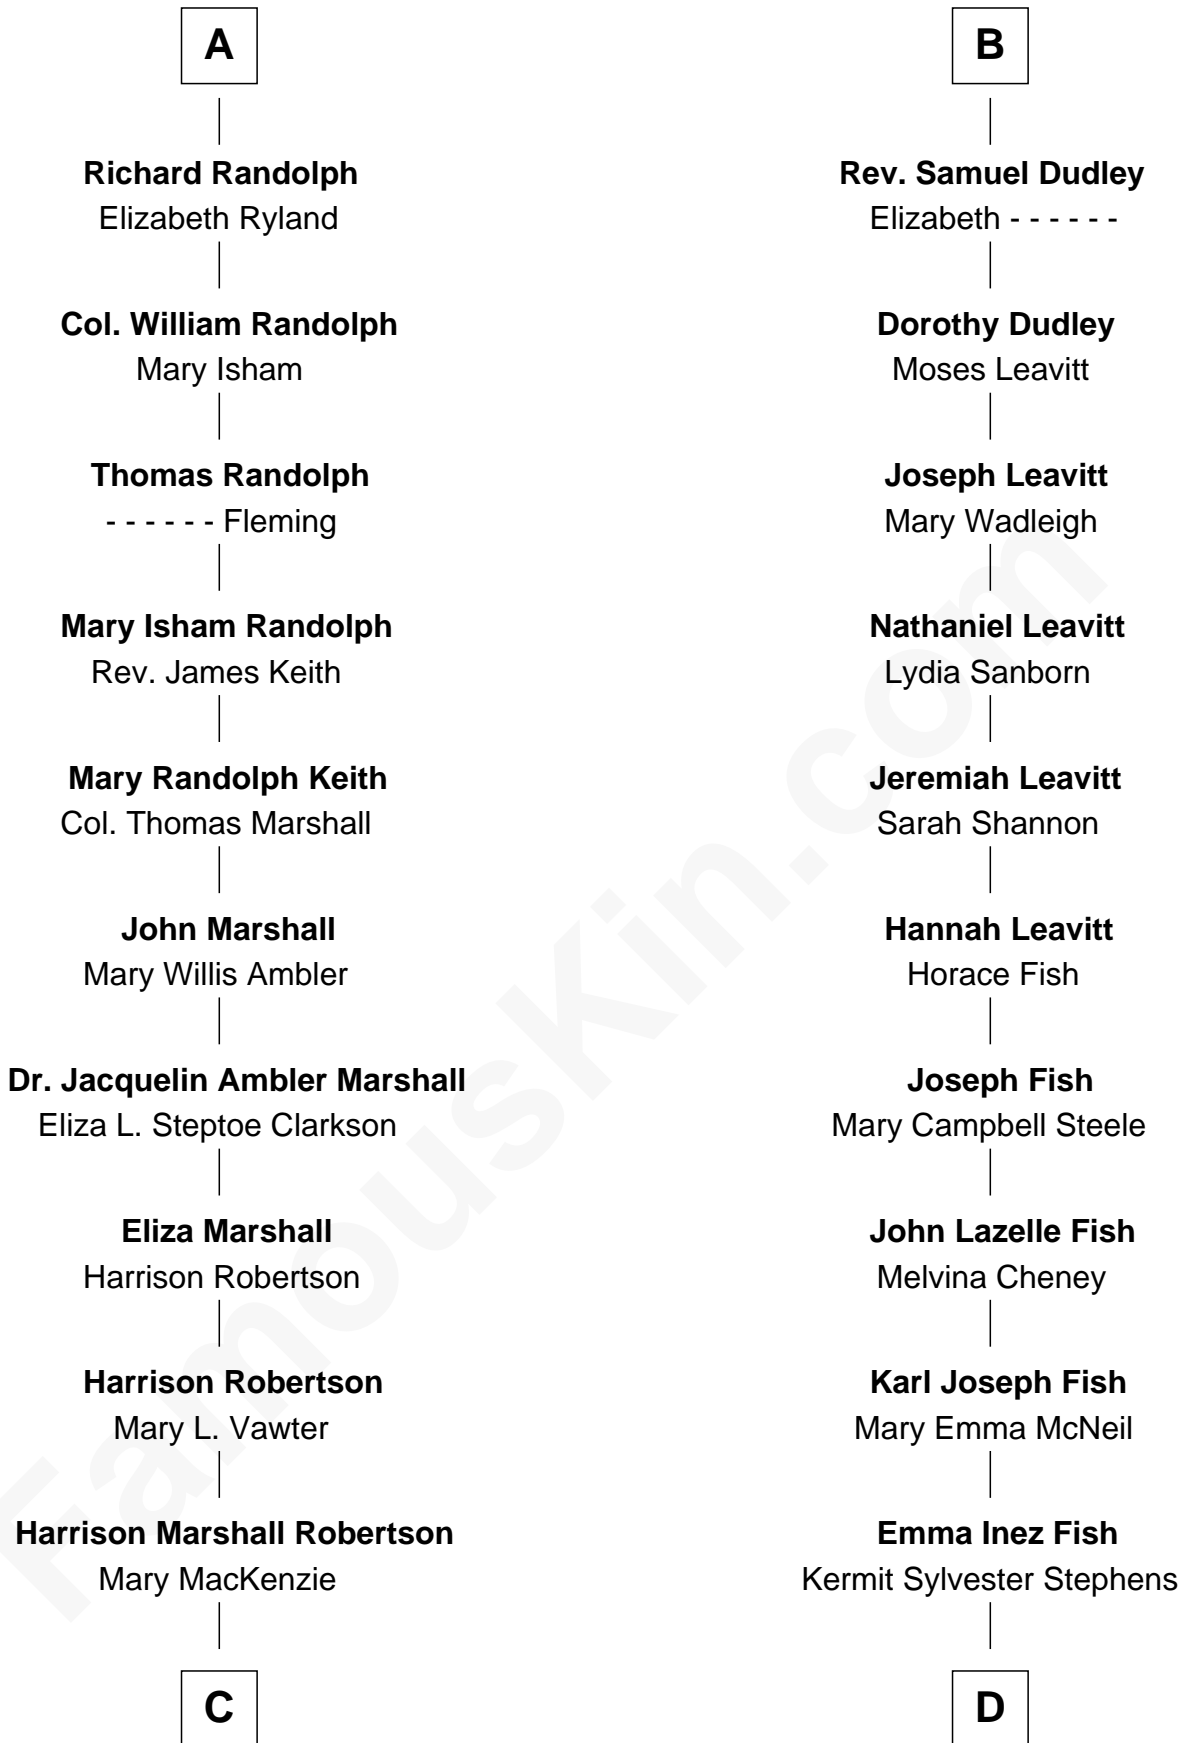 A
Richard Randolph
Elizabeth Ryland
Col. William Randolph
Mary Isham
Thomas Randolph
- - - - - - Fleming
Mary Isham Randolph
Rev. James Keith
Mary Randolph Keith
Col. Thomas Marshall
John Marshall
Mary Willis Ambler
Dr. Jacquelin Ambler Marshall
Eliza L. Steptoe Clarkson
Eliza Marshall
Harrison Robertson
Harrison Robertson
Mary L. Vawter
Harrison Marshall Robertson
Mary MacKenzie
C
B
Rev. Samuel Dudley
Elizabeth - - - - - -
Dorothy Dudley
Moses Leavitt
Joseph Leavitt
Mary Wadleigh
Nathaniel Leavitt
Lydia Sanborn
Jeremiah Leavitt
Sarah Shannon
Hannah Leavitt
Horace Fish
Joseph Fish
Mary Campbell Steele
John Lazelle Fish
Melvina Cheney
Karl Joseph Fish
Mary Emma McNeil
Emma Inez Fish
Kermit Sylvester Stephens
D
FamousKin.com